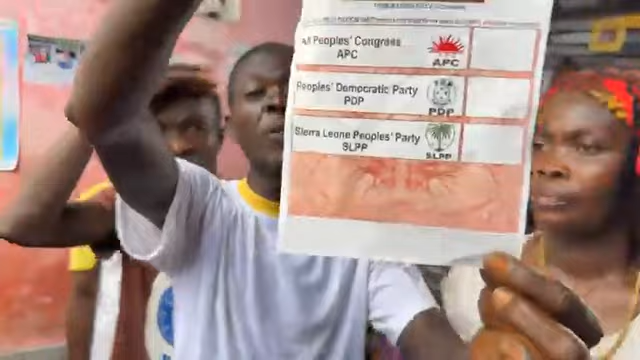 All Peoples' Congress
APC
APC
Peoples' Democratic Party
PDP
PDP
Sierra Leone Peoples' Party
SLPP
SLPP